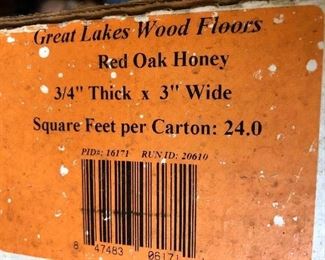 Great Lakes Wood Floors
Red Oak Honey
3/4" Thick x 3" Wide
Square Feet per Carton: 24.0
PID#: 16171 RUN ID: 20610
8 47483 06171